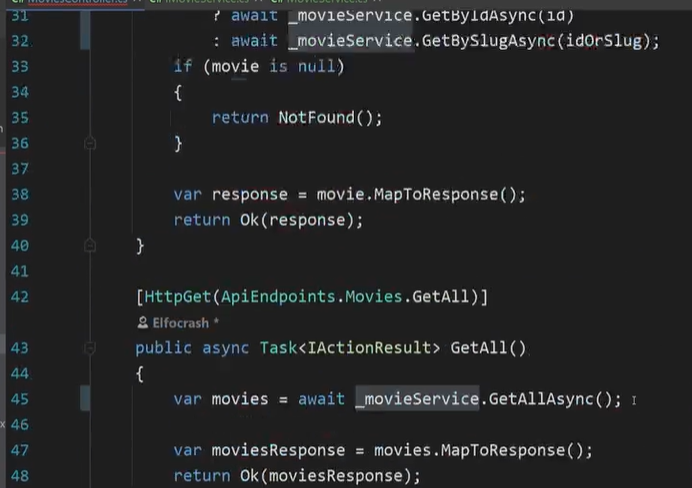 MoviesController.cs
31 ? await _movieService.GetByIdAsync(id)
32 : await _movieService.GetBySlugAsync(idOrSlug);
33 if (movie is null)
34 {
35 return NotFound();
36 }
37
38 var response = movie.MapToResponse();
39 return Ok(response);
40 }
41
42 [HttpGet(ApiEndpoints.Movies.GetAll)]
Elfocrash *
43 public async Task<IActionResult> GetAll()
44 {
45 var movies = await _movieService.GetAllAsync();
46
47 var moviesResponse = movies.MapToResponse();
48 return Ok(moviesResponse);